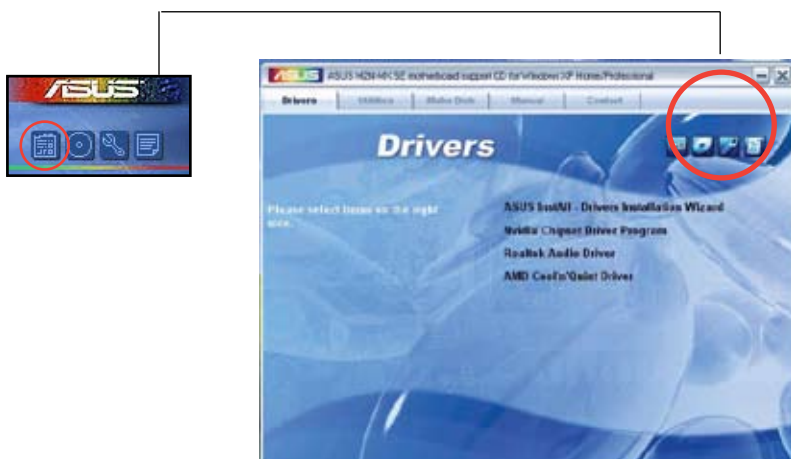 ASUS
ASUS ASUS M2N-MX SE motherboard support CD for Windows XP Home/Professional
Drivers Utilities Make Disk Manual Contact
Drivers
Please select items on the right side.
ASUS InstAll - Drivers Installation Wizard
Nvidia Chipset Driver Program
Realtek Audio Driver
AMD Cool'n'Quiet Driver